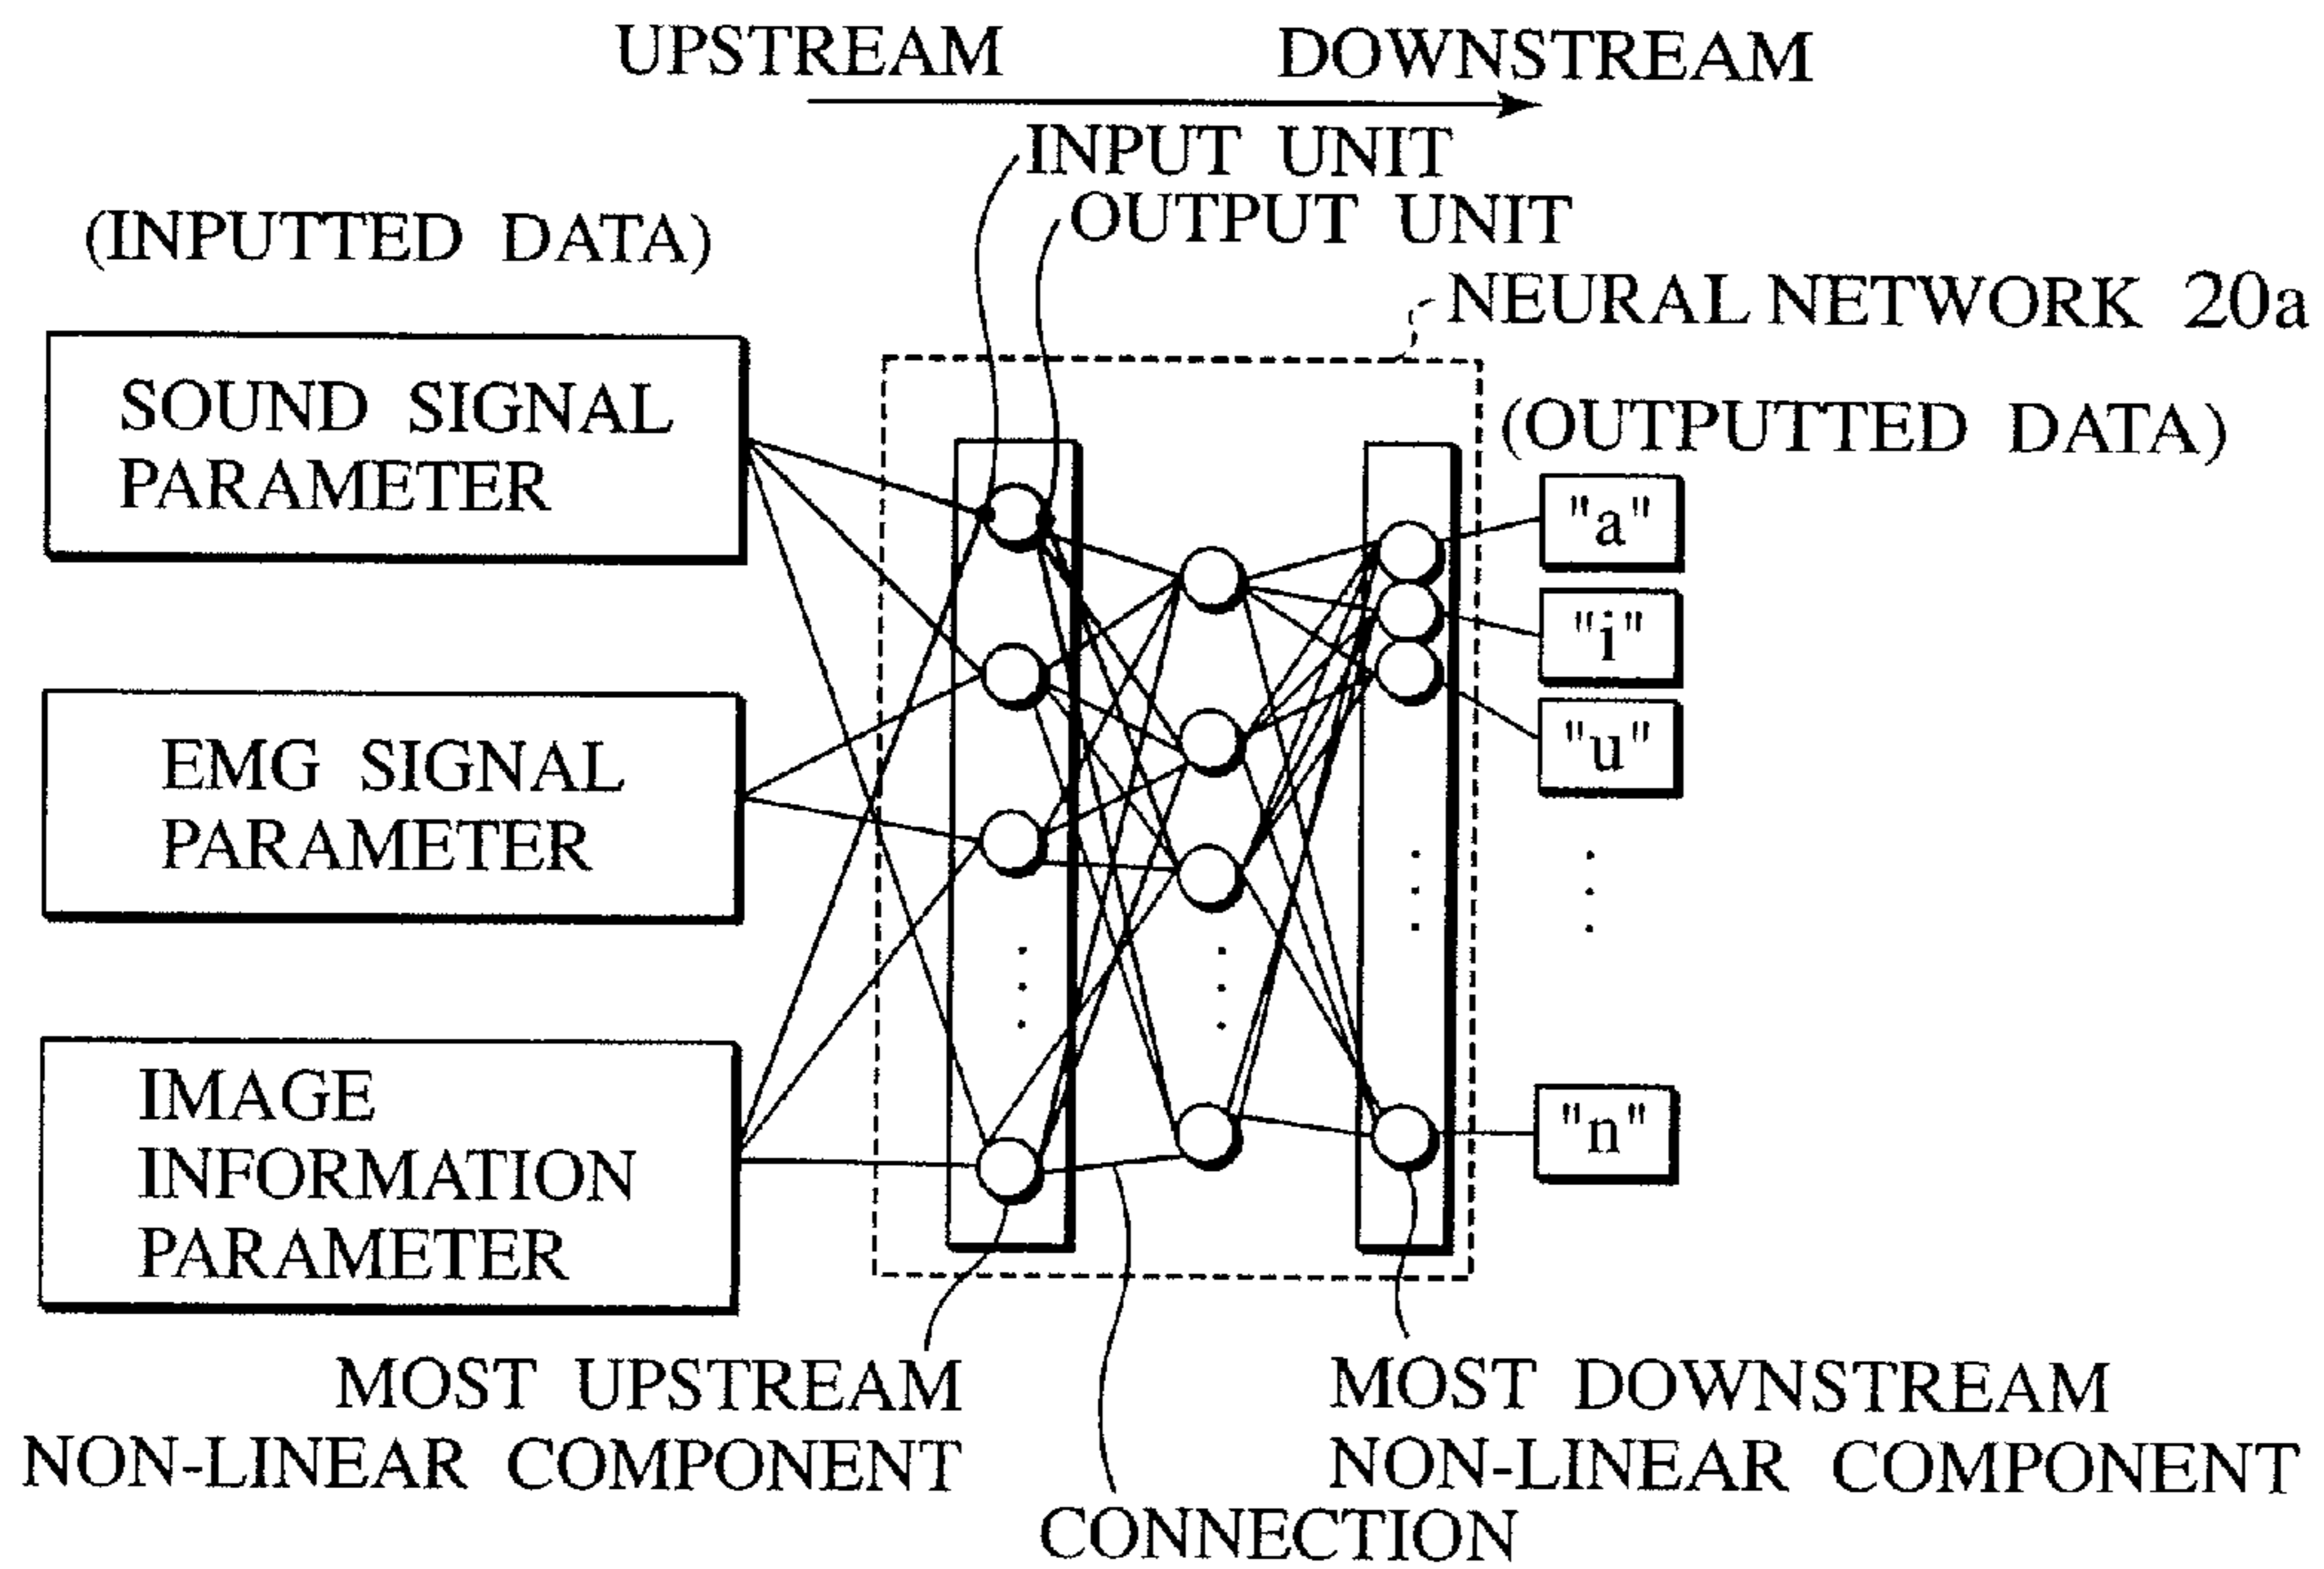 UPSTREAM DOWNSTREAM
INPUT UNIT
OUTPUT UNIT
(INPUTTED DATA)
NEURAL NETWORK 20a
SOUND SIGNAL
PARAMETER
(OUTPUTTED DATA)
"a"
"i"
"u"
EMG SIGNAL
PARAMETER
IMAGE
INFORMATION
PARAMETER
"n"
MOST UPSTREAM
NON-LINEAR COMPONENT
MOST DOWNSTREAM
NON-LINEAR COMPONENT
CONNECTION